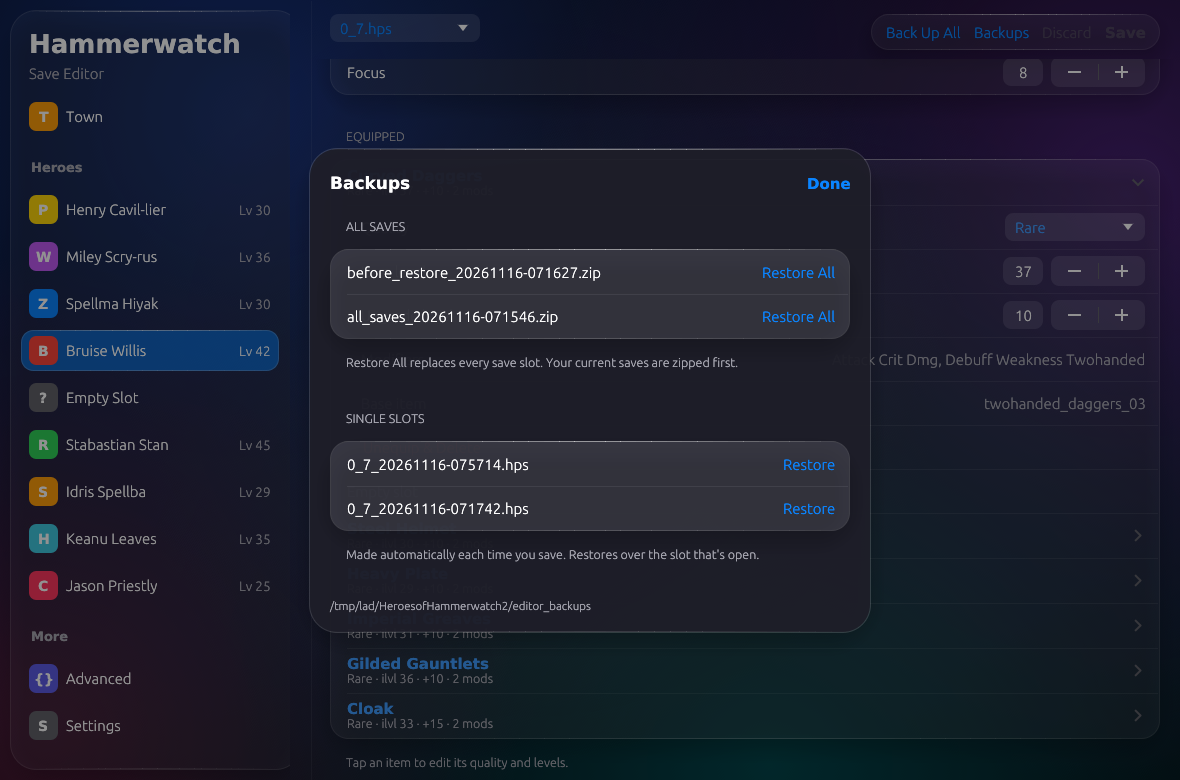 Hammerwatch
Save Editor
T Town
Heroes
P Henry Cavil-lier Lv 30
W Miley Scry-rus Lv 36
Z Spellma Hiyak Lv 30
B Bruise Willis Lv 42
? Empty Slot
R Stabastian Stan Lv 45
S Idris Spellba Lv 29
H Keanu Leaves Lv 35
C Jason Priestly Lv 25
More
{} Advanced
S Settings
0_7.hps
Back Up All Backups Discard Save
Focus 8 — +
EQUIPPED
Rare
37 — +
10 — +
Crit Dmg, Debuff Weakness Twohanded
twohanded_daggers_03
Backups Done
ALL SAVES
before_restore_20261116-071627.zip Restore All
all_saves_20261116-071546.zip Restore All
Restore All replaces every save slot. Your current saves are zipped first.
SINGLE SLOTS
0_7_20261116-075714.hps Restore
0_7_20261116-071742.hps Restore
Made automatically each time you save. Restores over the slot that's open.
/tmp/lad/HeroesofHammerwatch2/editor_backups
Rare · ilvl 31 · +10 · 2 mods
Gilded Gauntlets
Rare · ilvl 36 · +10 · 2 mods
Cloak
Rare · ilvl 33 · +15 · 2 mods
Tap an item to edit its quality and levels.